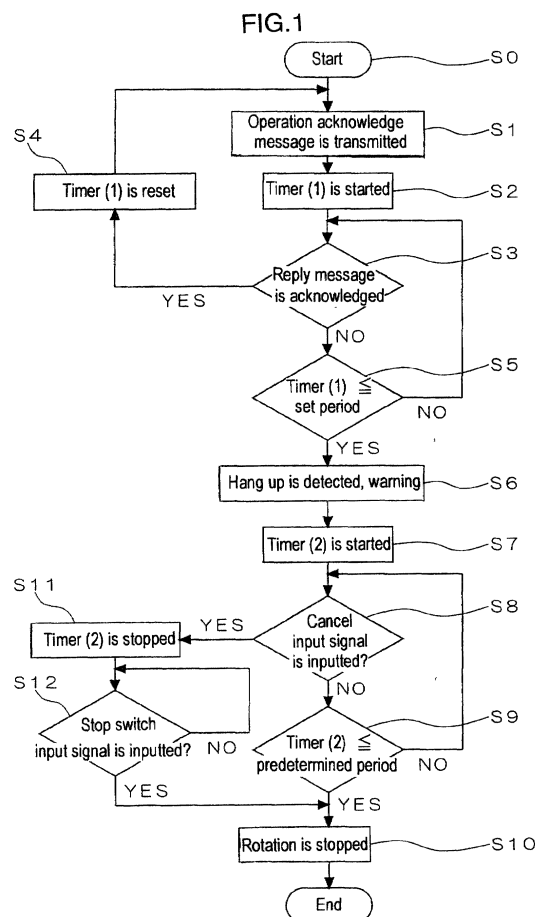 FIG.1
Start
S0
Operation acknowledge
message is transmitted
S1
S4
Timer (1) is reset
Timer (1) is started
S2
S3
Reply message
is acknowledged
YES
NO
S5
Timer (1) ≦
set period
NO
YES
Hang up is detected, warning
S6
Timer (2) is started
S7
S11
S8
Cancel
input signal
is inputted?
YES
Timer (2) is stopped
NO
S12
S9
Stop switch
input signal is inputted?
NO
Timer (2) ≦
predetermined period
NO
YES
YES
Rotation is stopped
S10
End